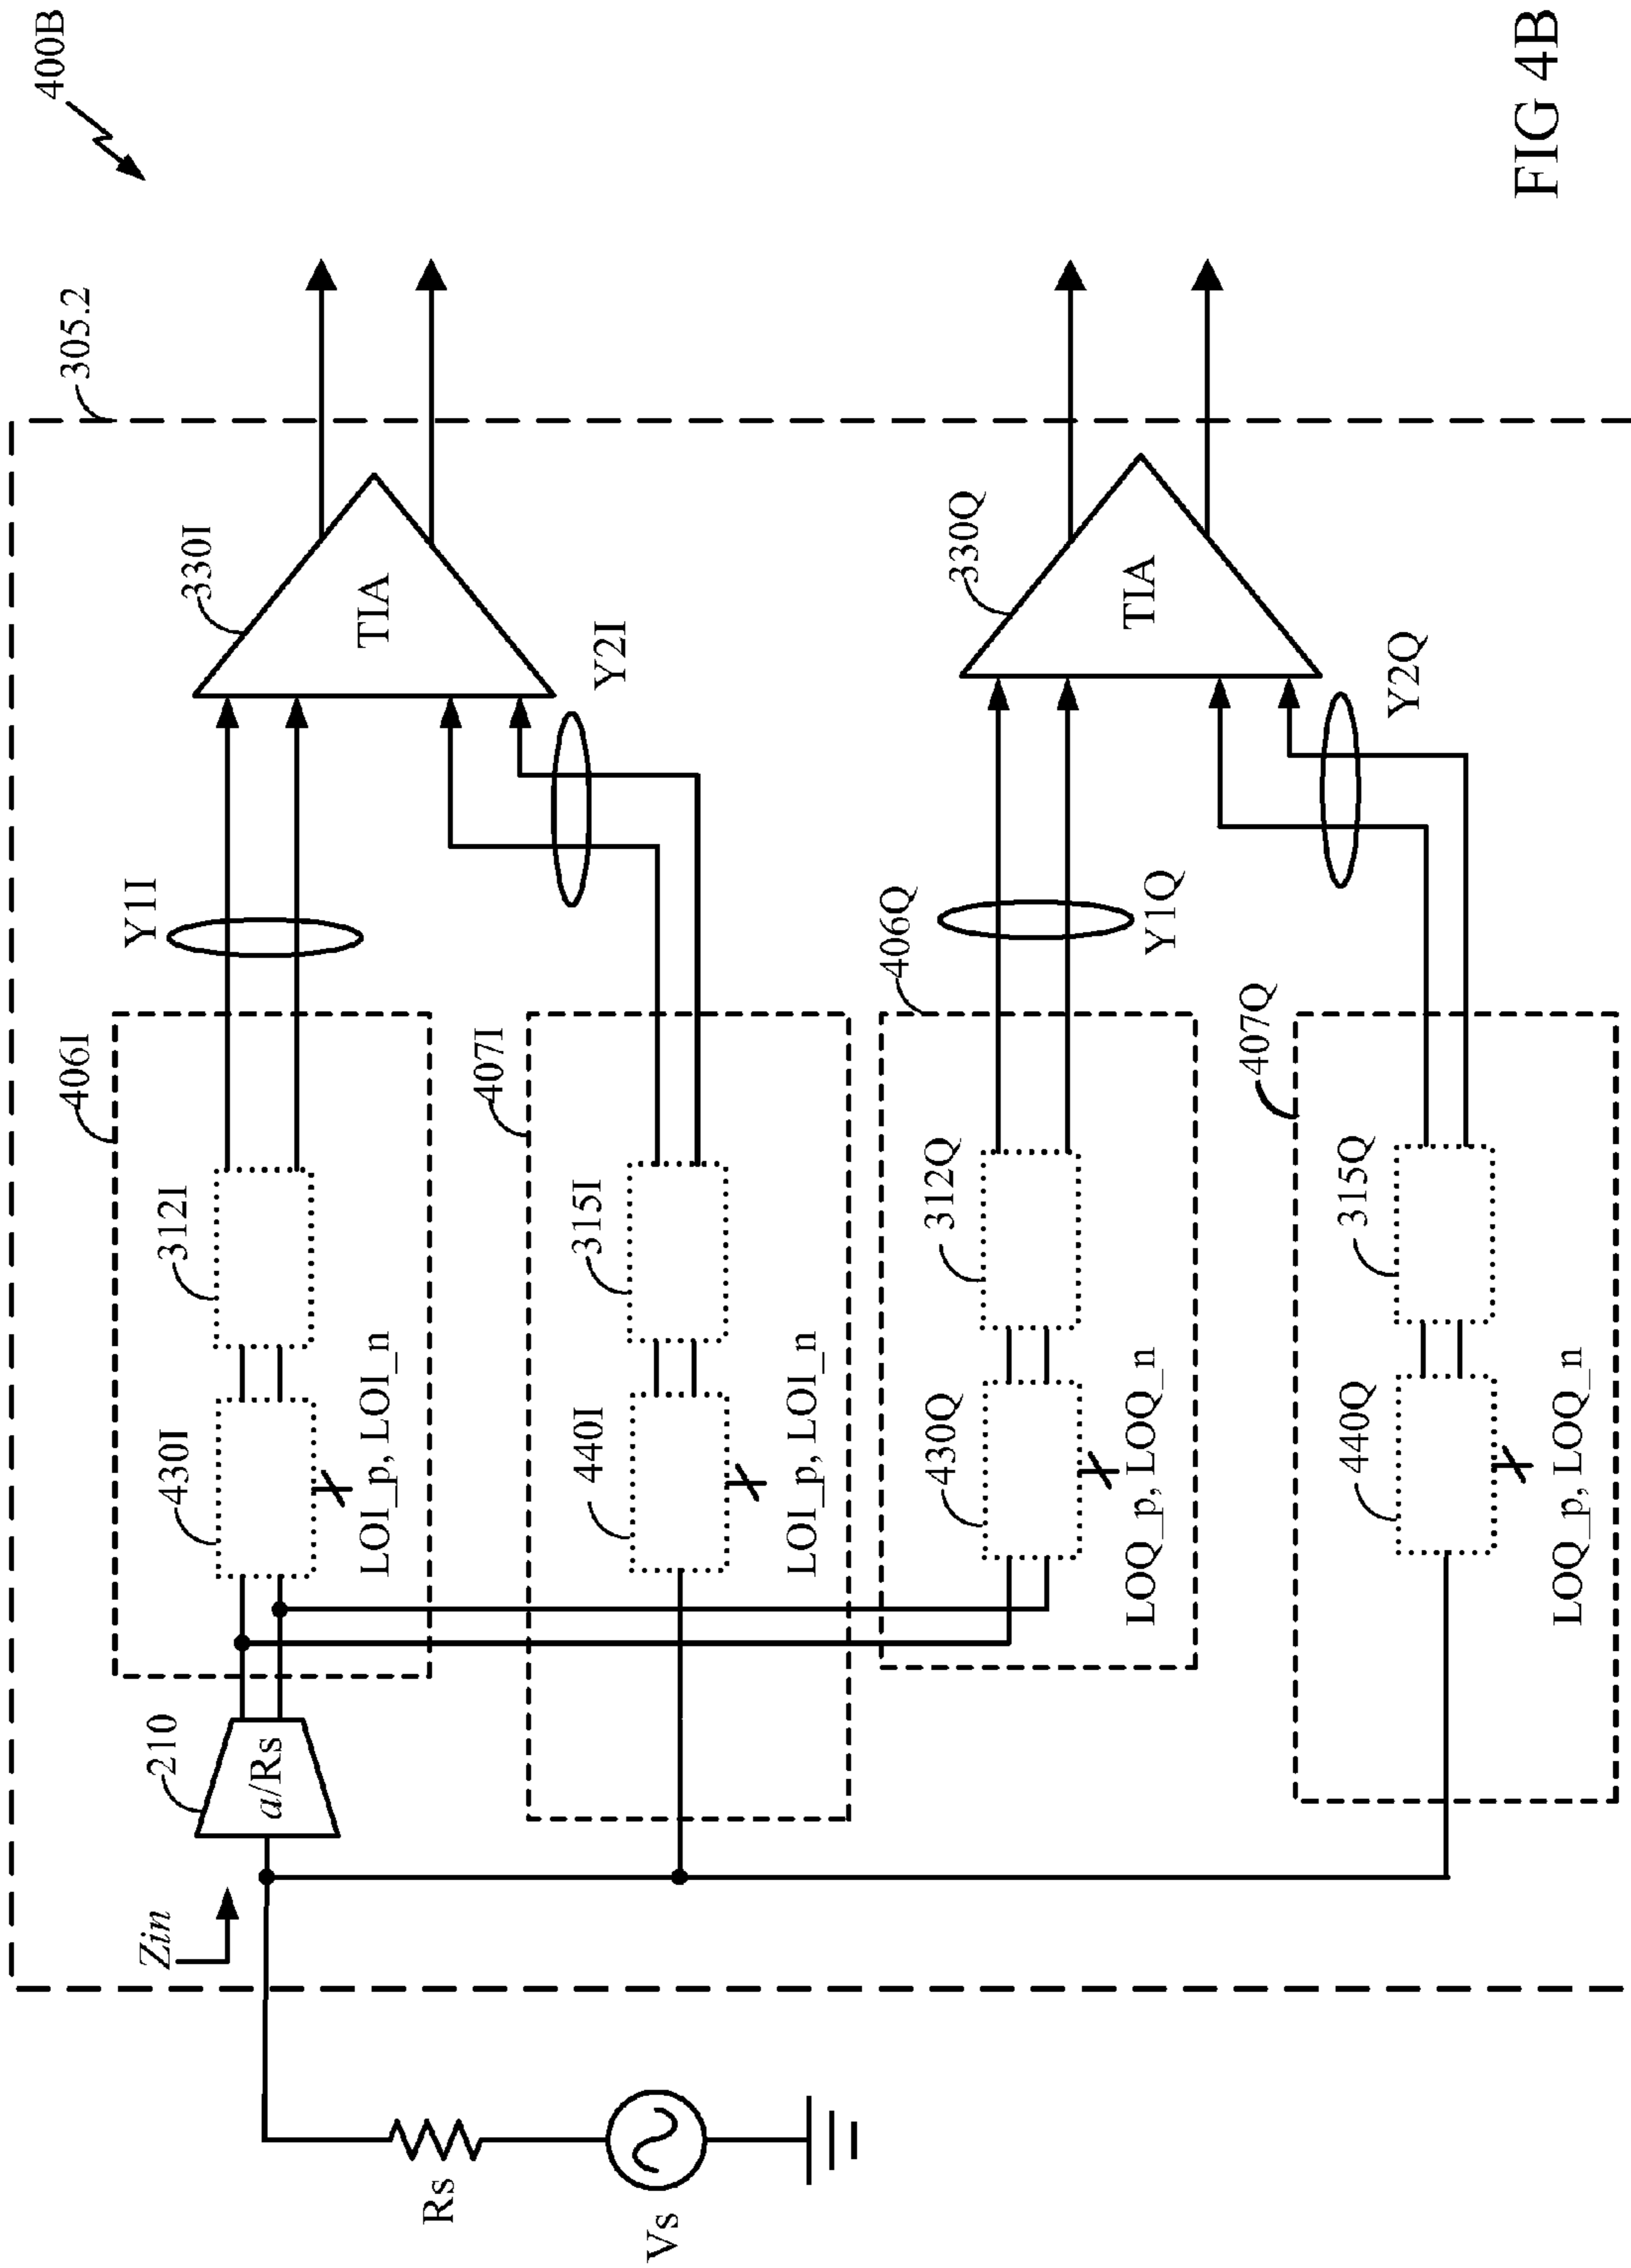 400B
305.2
406I
210
a/Rs
Zin
430I
312I
LOI_p, LOI_n
Y1I
330I
TIA
407I
440I
315I
LOI_p, LOI_n
Y2I
406Q
430Q
312Q
LOQ_p, LOQ_n
Y1Q
330Q
TIA
407Q
440Q
315Q
LOQ_p, LOQ_n
Y2Q
Rs
Vs
FIG 4B